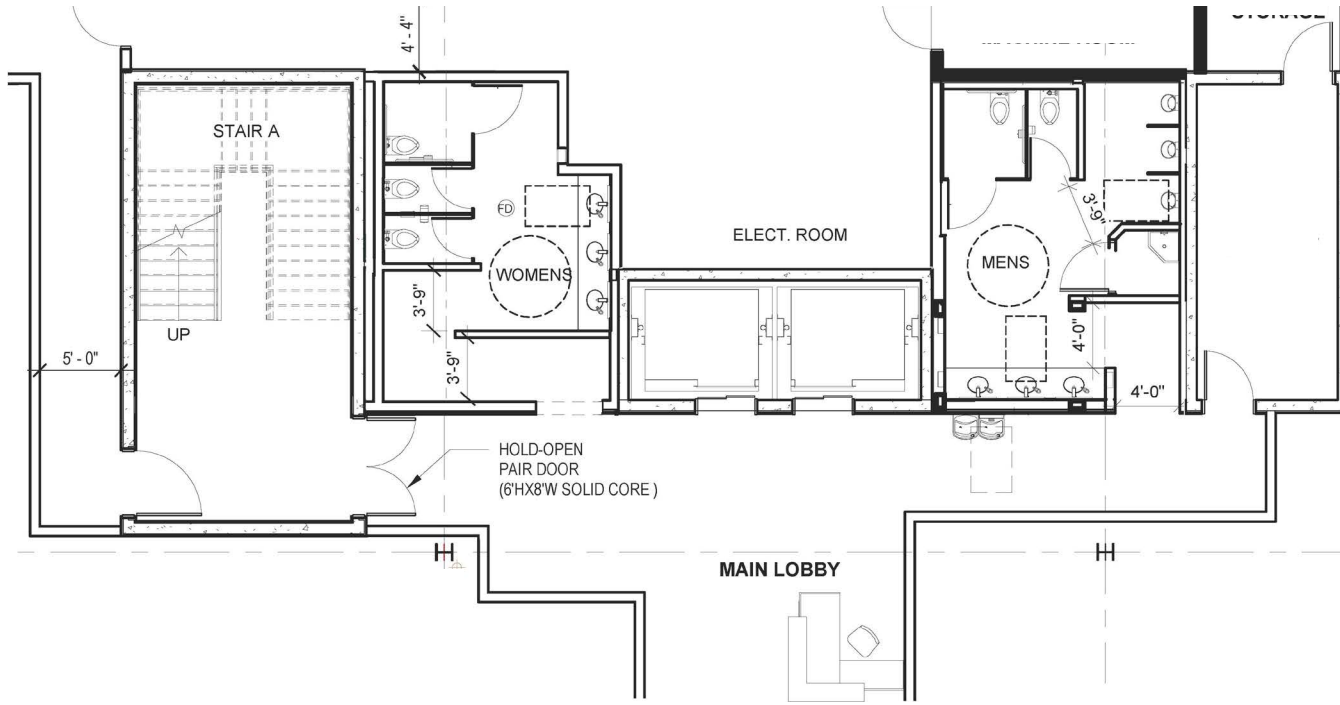 STORAGE
4'-4"
STAIR A
FD
3'-9"
ELECT. ROOM
WOMENS
MENS
3'-9"
UP
4'-0"
5'-0"
3'-9"
4'-0"
HOLD-OPEN
PAIR DOOR
(6'HX8'W SOLID CORE )
MAIN LOBBY